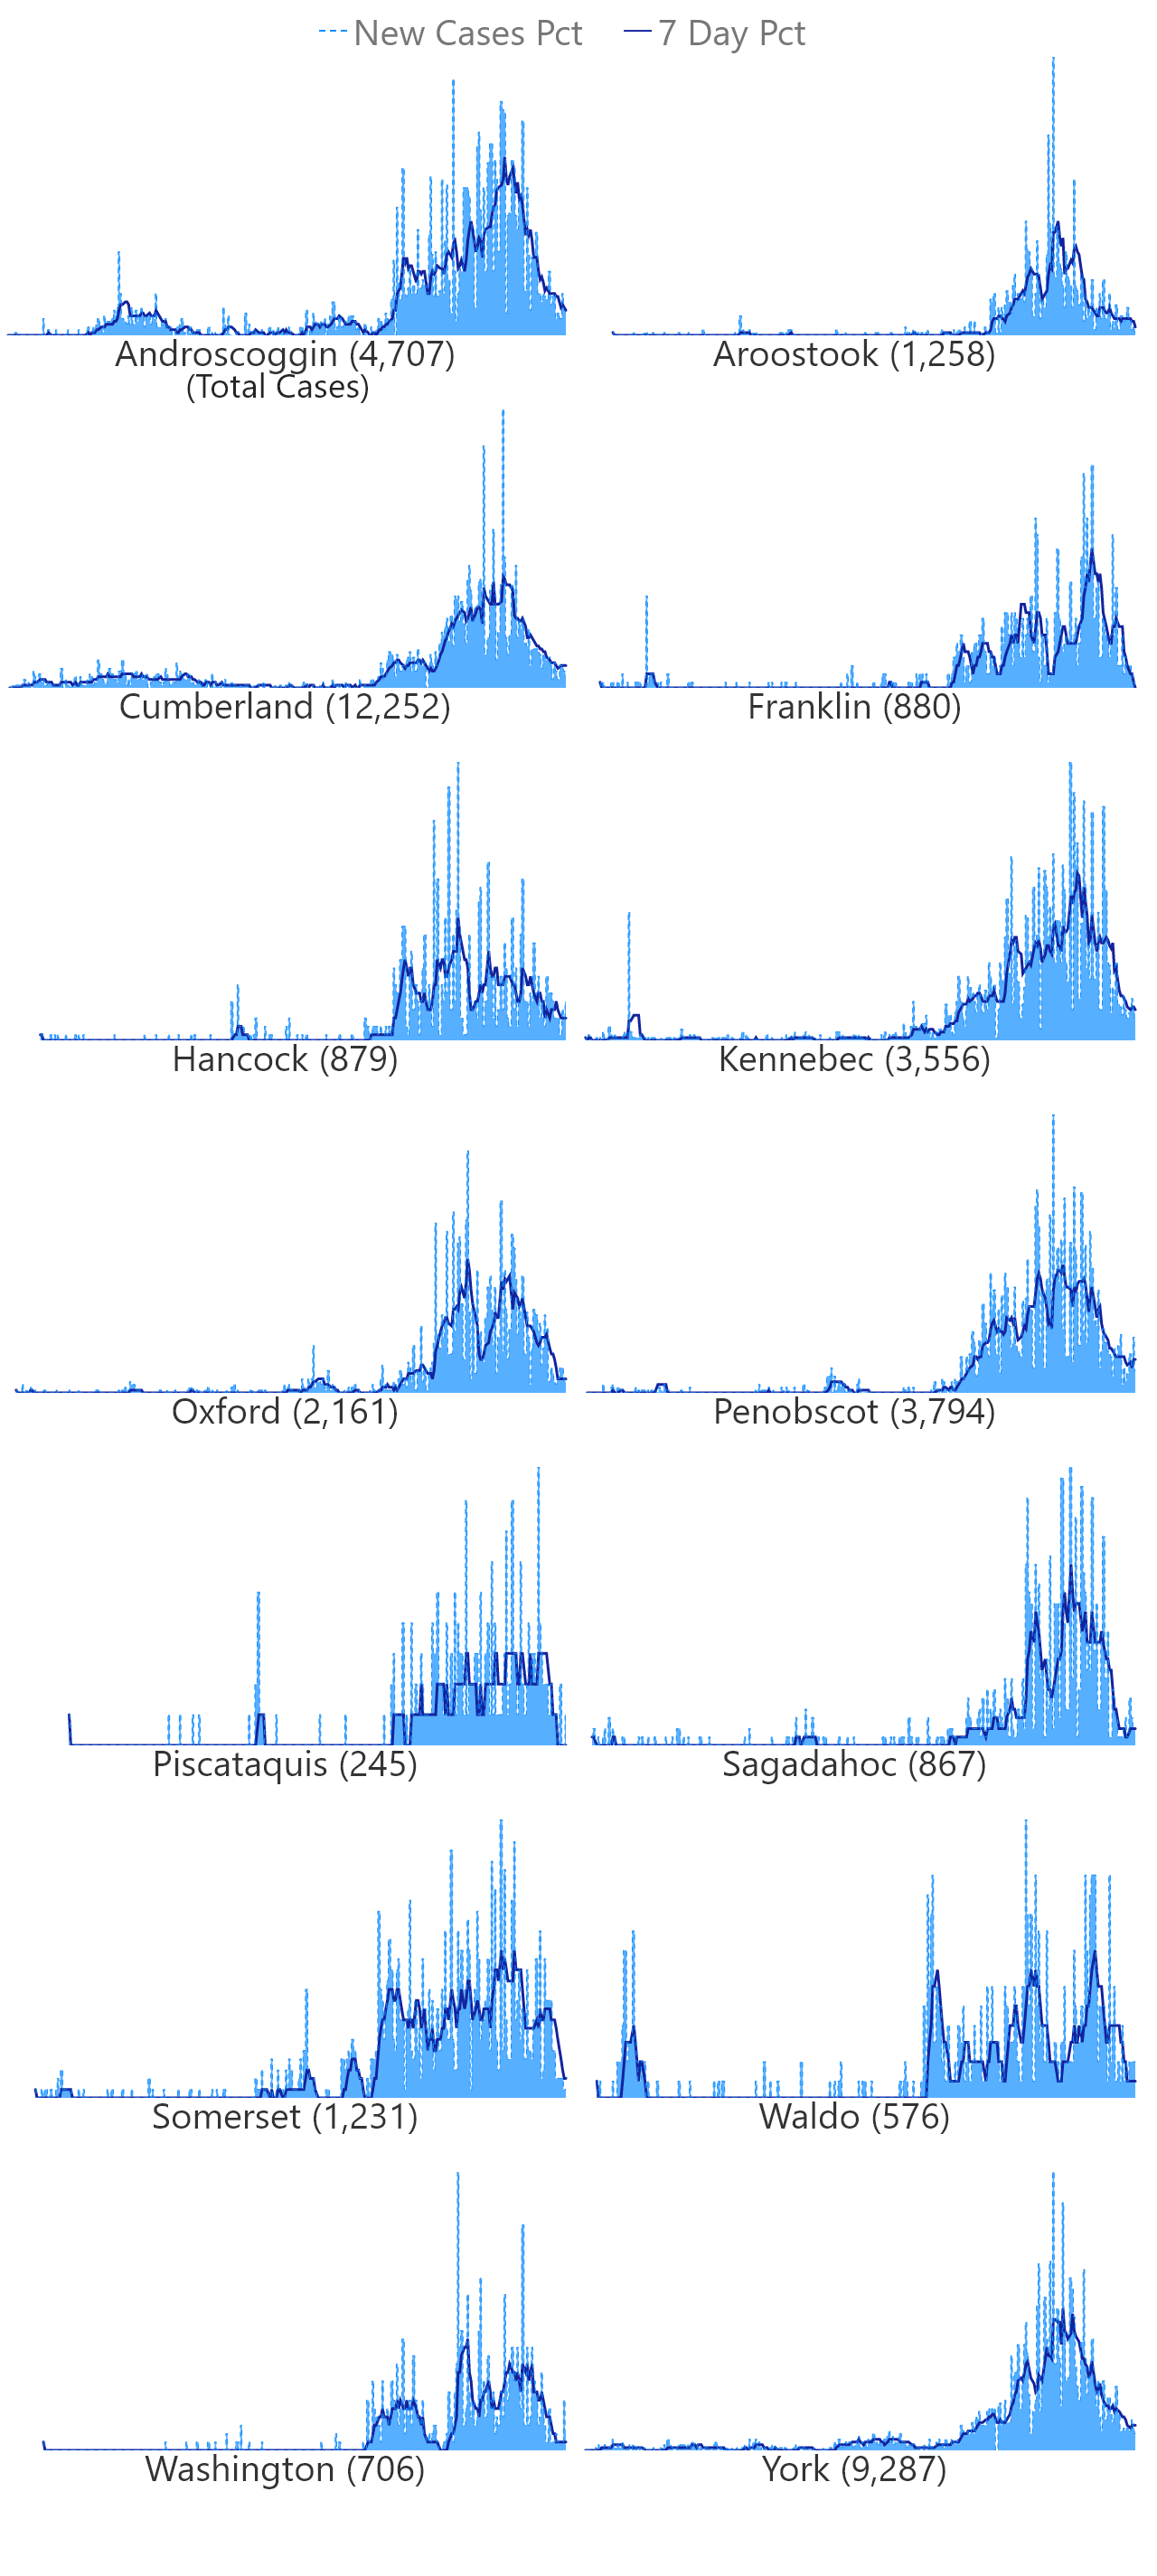 New Cases Pct 7 Day Pct
Androscoggin (4,707) Aroostook (1,258)
(Total Cases)
Cumberland (12,252) Franklin (880)
Hancock (879) Kennebec (3,556)
Oxford (2,161) Penobscot (3,794)
Piscataquis (245) Sagadahoc (867)
Somerset (1,231) Waldo (576)
Washington (706) York (9,287)